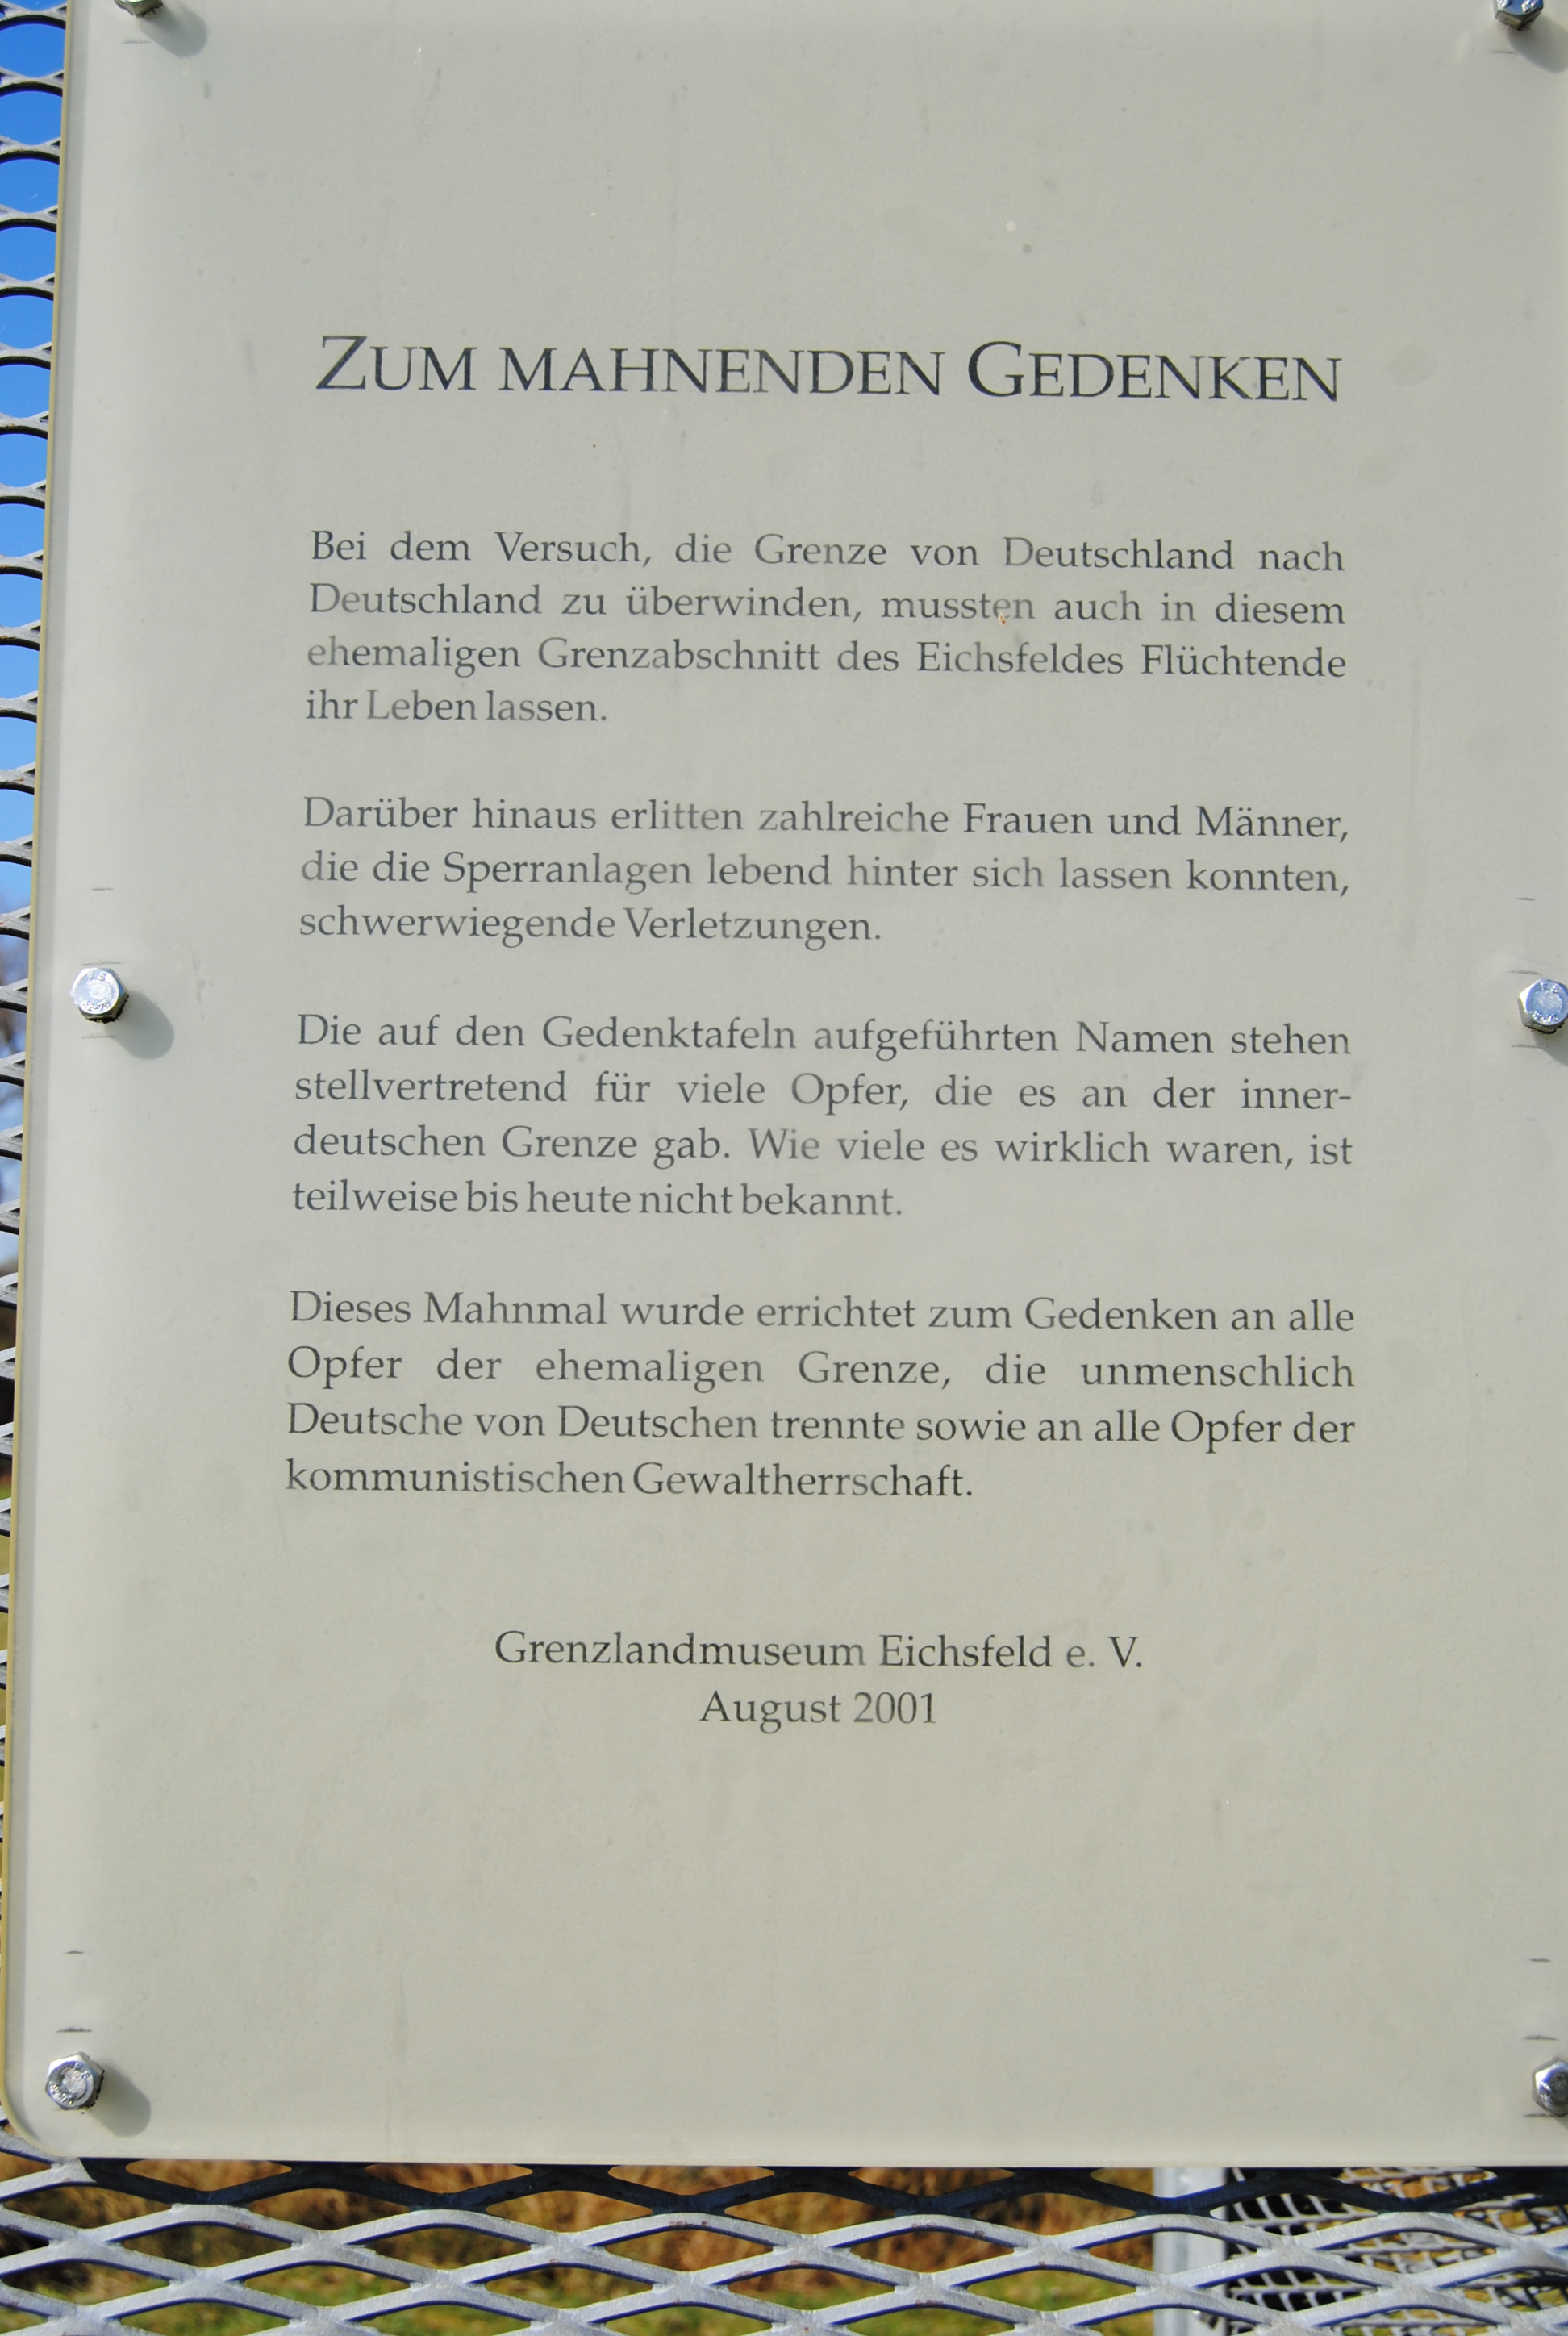 ZUM MAHNENDEN GEDENKEN
Bei dem Versuch, die Grenze von Deutschland nach
Deutschland zu überwinden, mussten auch in diesem
ehemaligen Grenzabschnitt des Eichsfeldes Flüchtende
ihr Leben lassen.
Darüber hinaus erlitten zahlreiche Frauen und Männer,
die die Sperranlagen lebend hinter sich lassen konnten,
schwerwiegende Verletzungen.
Die auf den Gedenktafeln aufgeführten Namen stehen
stellvertretend für viele Opfer, die es an der inner-
deutschen Grenze gab. Wie viele es wirklich waren, ist
teilweise bis heute nicht bekannt.
Dieses Mahnmal wurde errichtet zum Gedenken an alle
Opfer der ehemaligen Grenze, die unmenschlich
Deutsche von Deutschen trennte sowie an alle Opfer der
kommunistischen Gewaltherrschaft.
Grenzlandmuseum Eichsfeld e. V.
August 2001